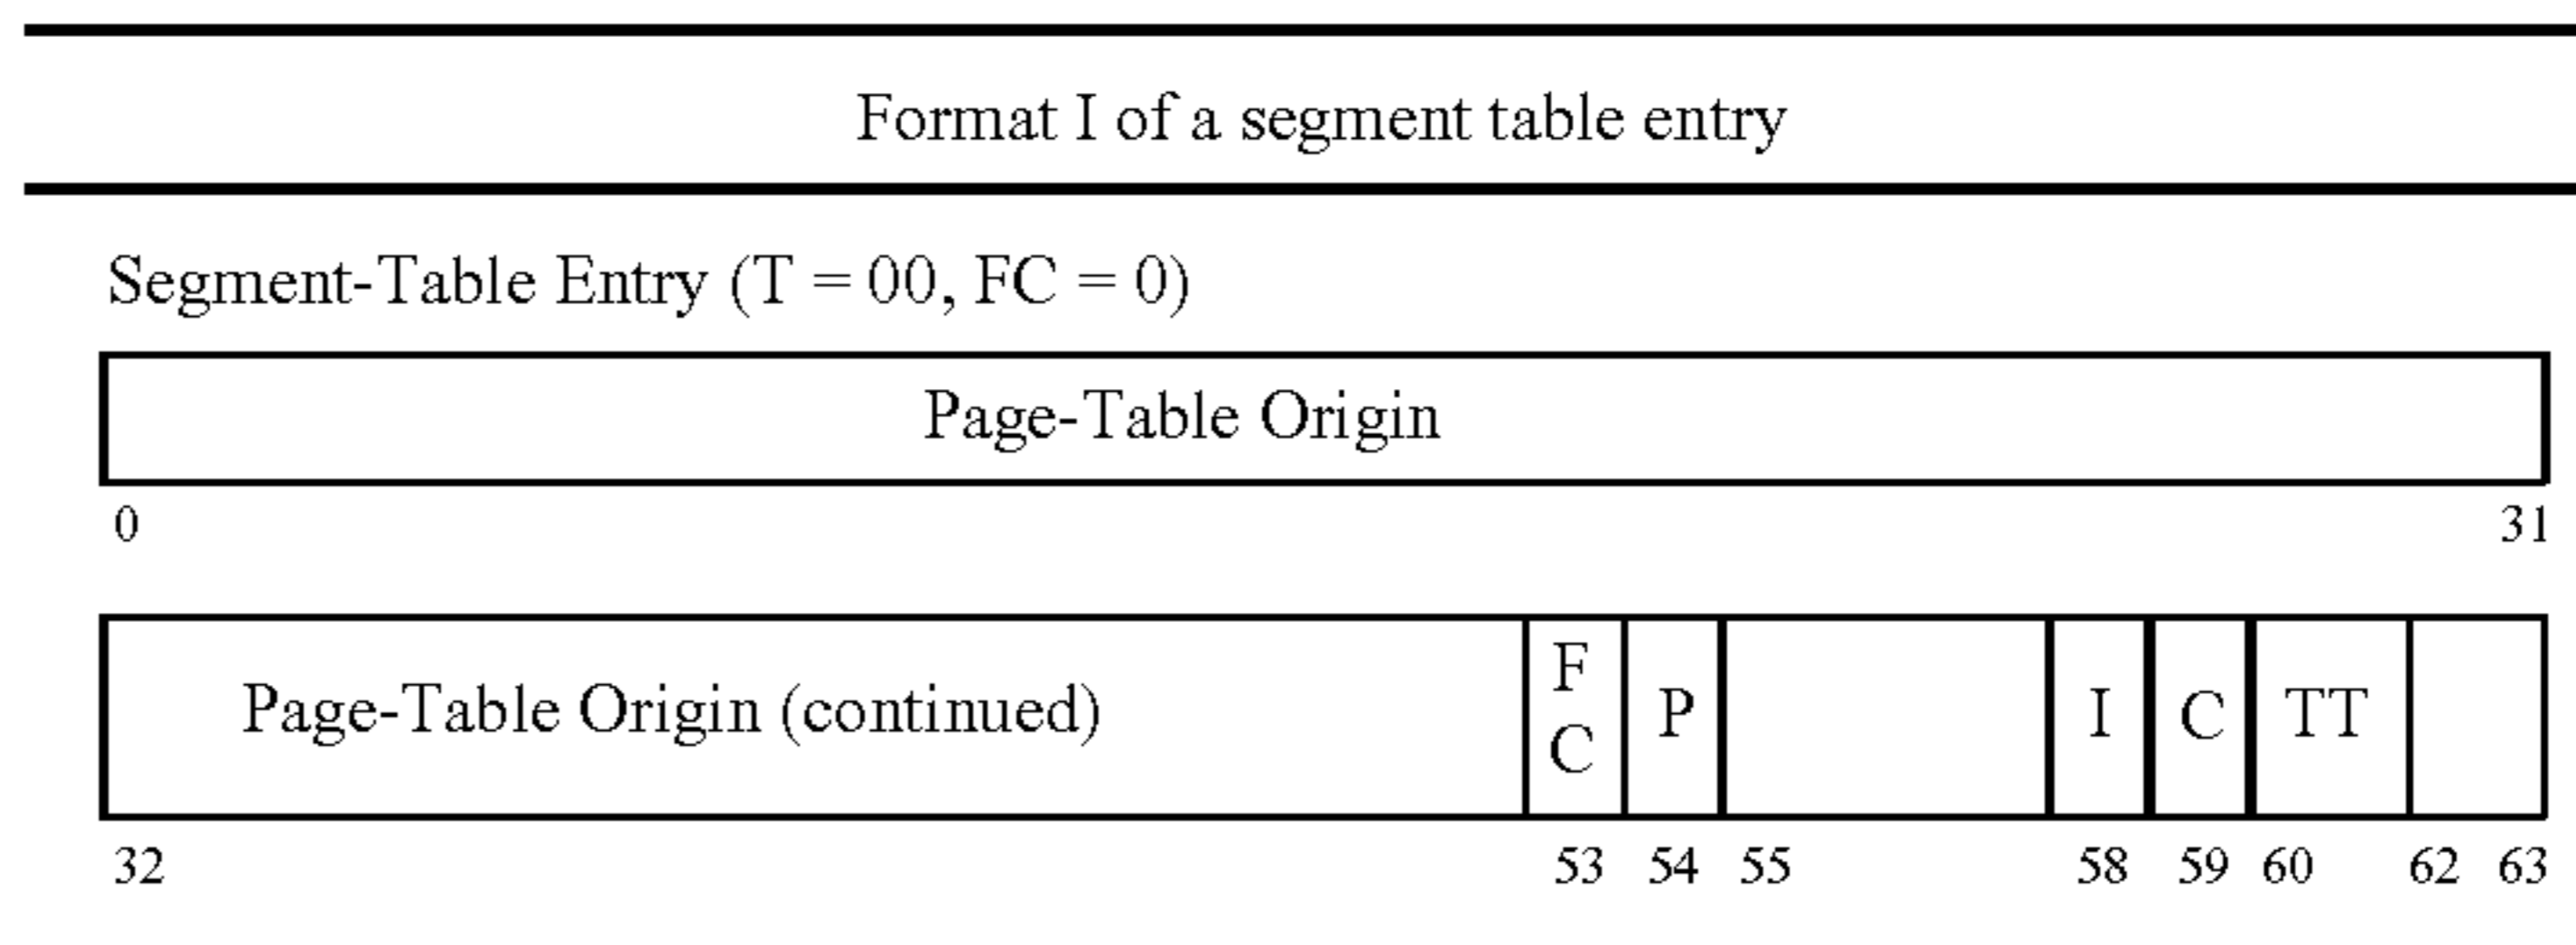 Format I of a segment table entry
Segment-Table Entry (T = 00, FC = 0)
Page-Table Origin
0 31
Page-Table Origin (continued) F C P I C TT
32 53 54 55 58 59 60 62 63